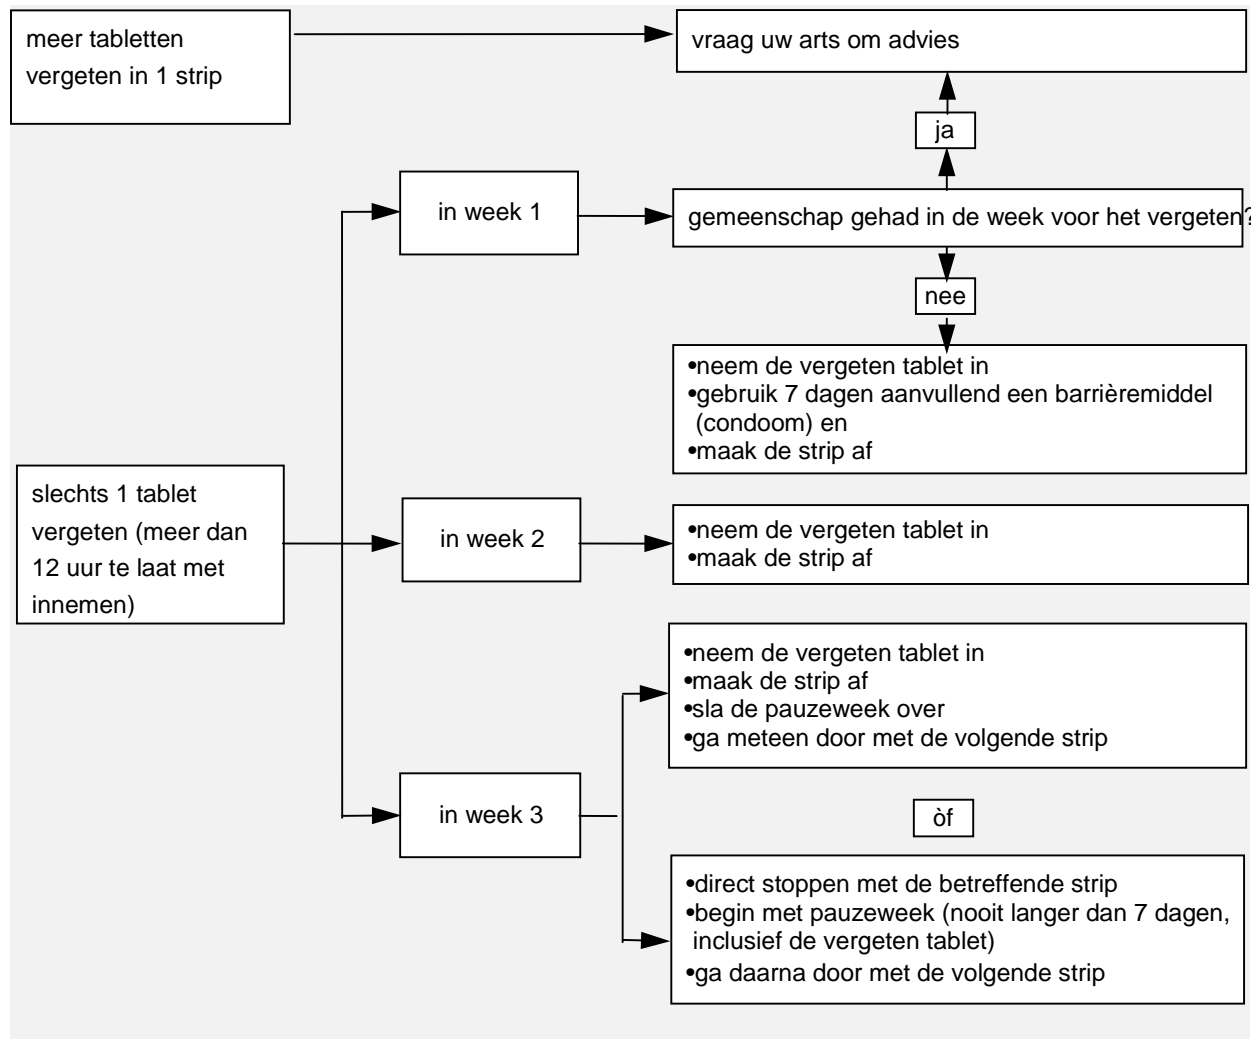 meer tabletten
vergeten in 1 strip
vraag uw arts om advies
ja
in week 1
gemeenschap gehad in de week voor het vergeten?
nee
•neem de vergeten tablet in
•gebruik 7 dagen aanvullend een barrièremiddel
(condoom) en
•maak de strip af
slechts 1 tablet
vergeten (meer dan
12 uur te laat met
innemen)
in week 2
•neem de vergeten tablet in
•maak de strip af
in week 3
•neem de vergeten tablet in
•maak de strip af
•sla de pauzeweek over
•ga meteen door met de volgende strip
òf
•direct stoppen met de betreffende strip
•begin met pauzeweek (nooit langer dan 7 dagen,
inclusief de vergeten tablet)
•ga daarna door met de volgende strip